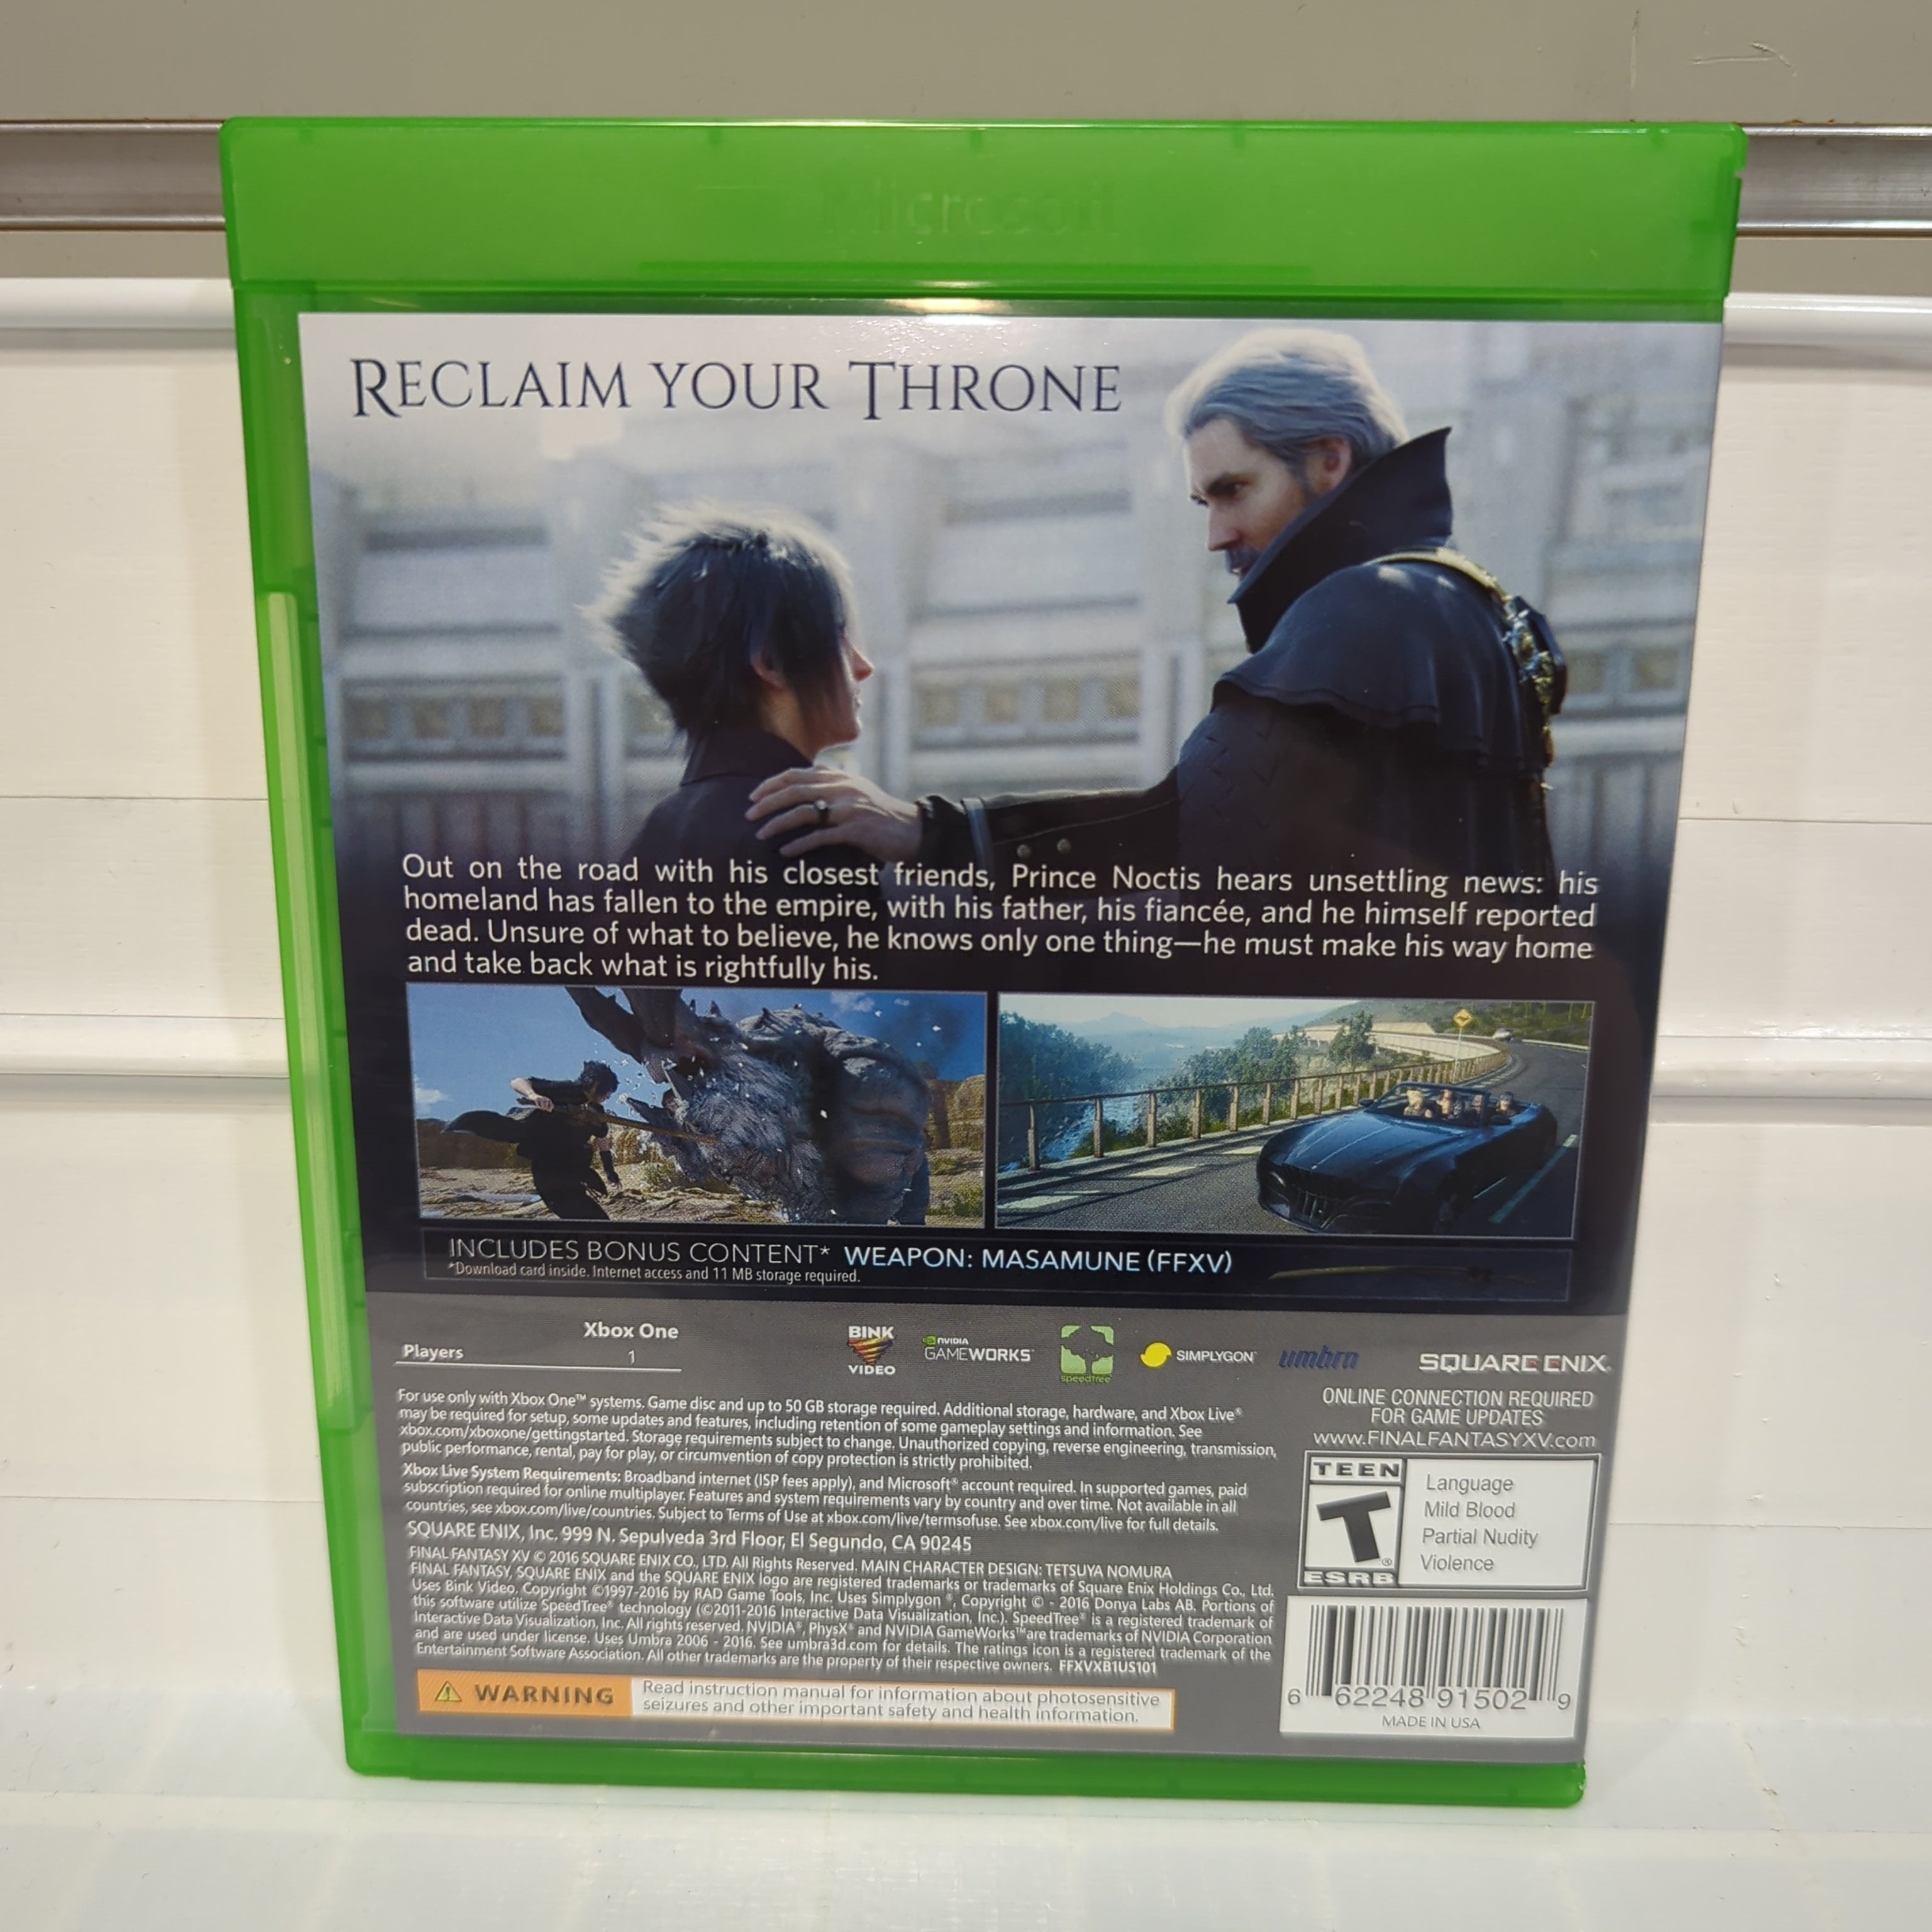 Microsoft
RECLAIM YOUR THRONE
Out on the road with his closest friends, Prince Noctis hears unsettling news: his
homeland has fallen to the empire, with his father, his fiancée, and he himself reported
dead. Unsure of what to believe, he knows only one thing—he must make his way home
and take back what is rightfully his.
INCLUDES BONUS CONTENT* WEAPON: MASAMUNE (FFXV)
*Download card inside. Internet access and 11 MB storage required.
Xbox One
Players 1
BINK
VIDEO
NVIDIA
GAMEWORKS
speedtree
SIMPLYGON
umbra
SQUARE ENIX
ONLINE CONNECTION REQUIRED
FOR GAME UPDATES
www.FINALFANTASYXV.com
For use only with Xbox One™ systems. Game disc and up to 50 GB storage required. Additional storage, hardware, and Xbox Live®
may be required for setup, some updates and features, including retention of some gameplay settings and information. See
xbox.com/xboxone/gettingstarted. Storage requirements subject to change. Unauthorized copying, reverse engineering, transmission,
public performance, rental, pay for play, or circumvention of copy protection is strictly prohibited.
Xbox Live System Requirements: Broadband internet (ISP fees apply), and Microsoft® account required. In supported games, paid
subscription required for online multiplayer. Features and system requirements vary by country and over time. Not available in all
countries, see xbox.com/live/countries. Subject to Terms of Use at xbox.com/live/termsofuse. See xbox.com/live for full details.
SQUARE ENIX, Inc. 999 N. Sepulveda 3rd Floor, El Segundo, CA 90245
FINAL FANTASY XV © 2016 SQUARE ENIX CO., LTD. All Rights Reserved. MAIN CHARACTER DESIGN: TETSUYA NOMURA
FINAL FANTASY, SQUARE ENIX and the SQUARE ENIX logo are registered trademarks or trademarks of Square Enix Holdings Co., Ltd.
Uses Bink Video. Copyright ©1997-2016 by RAD Game Tools, Inc. Uses Simplygon ®, Copyright © - 2016 Donya Labs AB. Portions of
this software utilize SpeedTree® technology (©2011-2016 Interactive Data Visualization, Inc.). SpeedTree® is a registered trademark of
Interactive Data Visualization, Inc. All rights reserved. NVIDIA®, PhysX® and NVIDIA GameWorks™are trademarks of NVIDIA Corporation
and are used under license. Uses Umbra 2006 - 2016. See umbra3d.com for details. The ratings icon is a registered trademark of the
Entertainment Software Association. All other trademarks are the property of their respective owners. FFXVXB1US101
WARNING
Read instruction manual for information about photosensitive
seizures and other important safety and health information.
TEEN
T®
ESRB
Language
Mild Blood
Partial Nudity
Violence
6 62248 91502 9
MADE IN USA